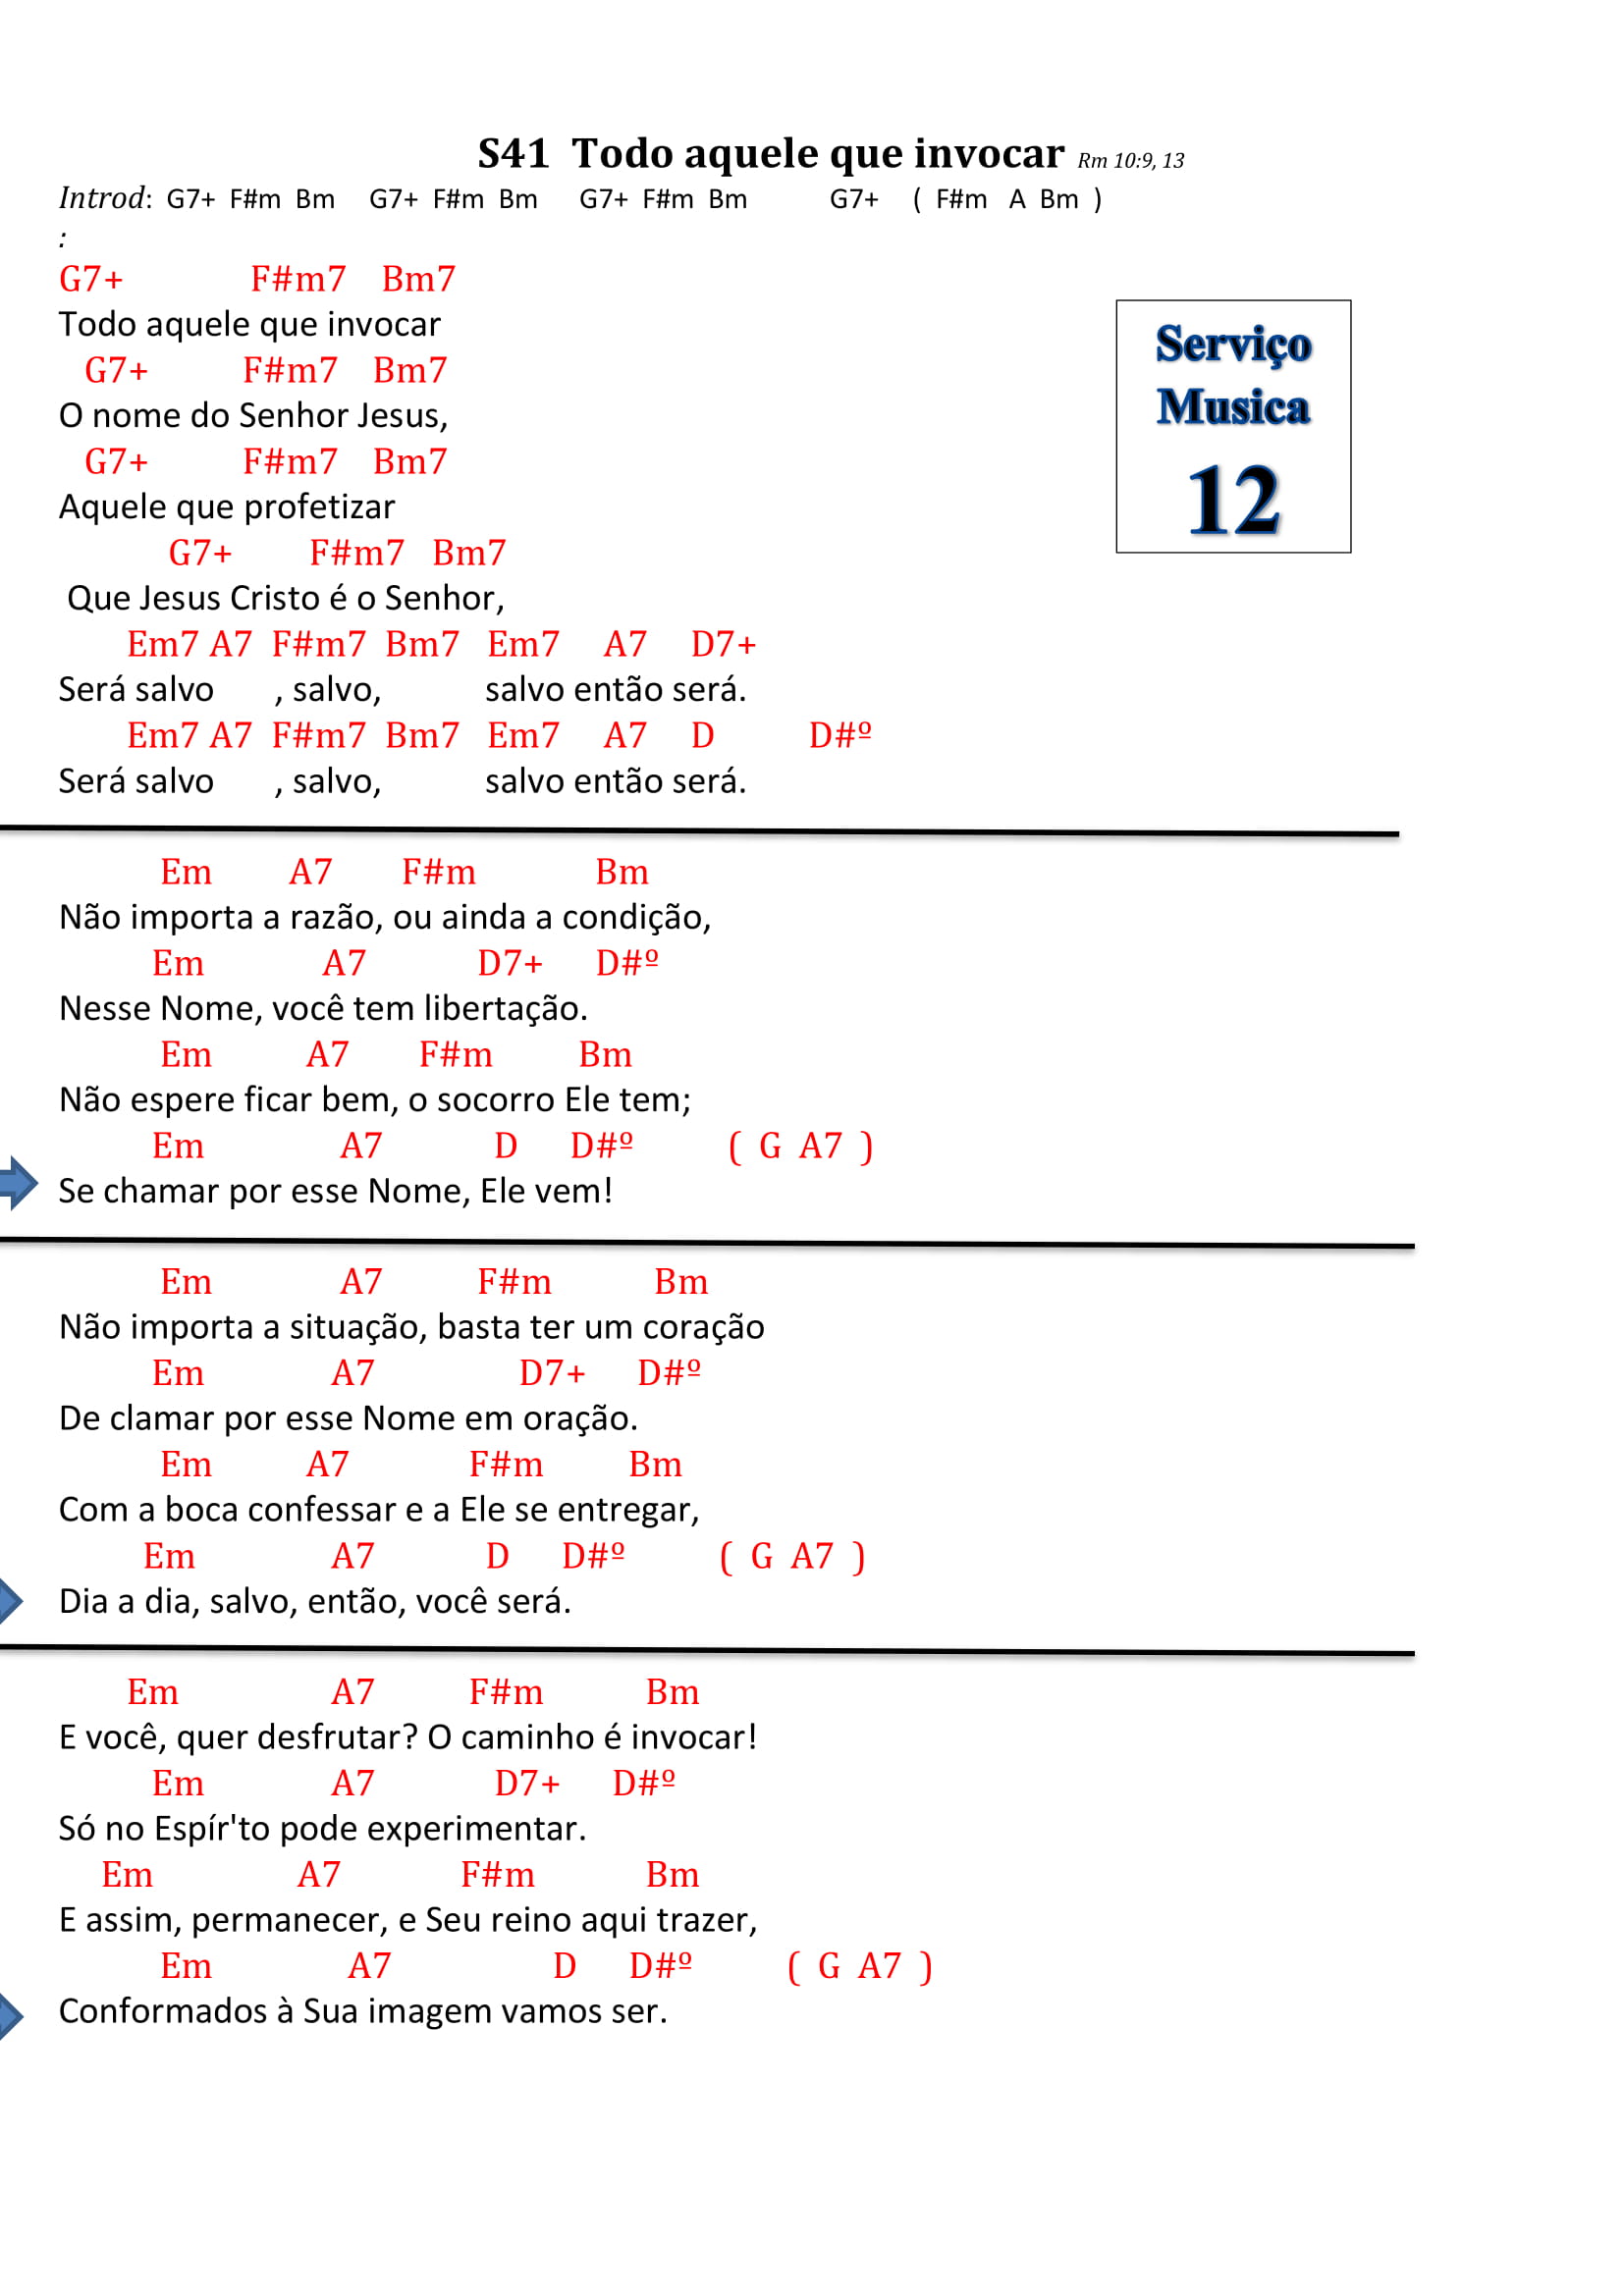 S41  Todo aquele que invocar Rm 10:9, 13
Introd:  G7+  F#m  Bm    G7+  F#m  Bm     G7+  F#m  Bm          G7+    (  F#m   A  Bm  )
:
G7+               F#m7    Bm7
Todo aquele que invocar
   G7+           F#m7    Bm7
O nome do Senhor Jesus,
   G7+           F#m7    Bm7
Aquele que profetizar
             G7+         F#m7   Bm7
 Que Jesus Cristo é o Senhor,
        Em7 A7  F#m7  Bm7   Em7     A7     D7+
Será salvo       , salvo,            salvo então será.
        Em7 A7  F#m7  Bm7   Em7     A7     D           D#º
Será salvo       , salvo,            salvo então será.
            Em         A7        F#m              Bm
Não importa a razão, ou ainda a condição,
           Em              A7             D7+      D#º
Nesse Nome, você tem libertação.
            Em           A7        F#m          Bm
Não espere ficar bem, o socorro Ele tem;
           Em                A7             D      D#º           (  G  A7  )
Se chamar por esse Nome, Ele vem!
            Em               A7           F#m            Bm
Não importa a situação, basta ter um coração
           Em               A7                 D7+      D#º
De clamar por esse Nome em oração.
            Em           A7              F#m          Bm
Com a boca confessar e a Ele se entregar,
          Em                A7             D      D#º           (  G  A7  )
Dia a dia, salvo, então, você será.
        Em                  A7           F#m            Bm
E você, quer desfrutar? O caminho é invocar!
           Em               A7              D7+      D#º
Só no Espír'to pode experimentar.
     Em                 A7              F#m             Bm
E assim, permanecer, e Seu reino aqui trazer,
            Em                A7                   D      D#º           (  G  A7  )
Conformados à Sua imagem vamos ser.
Serviço
Musica
12